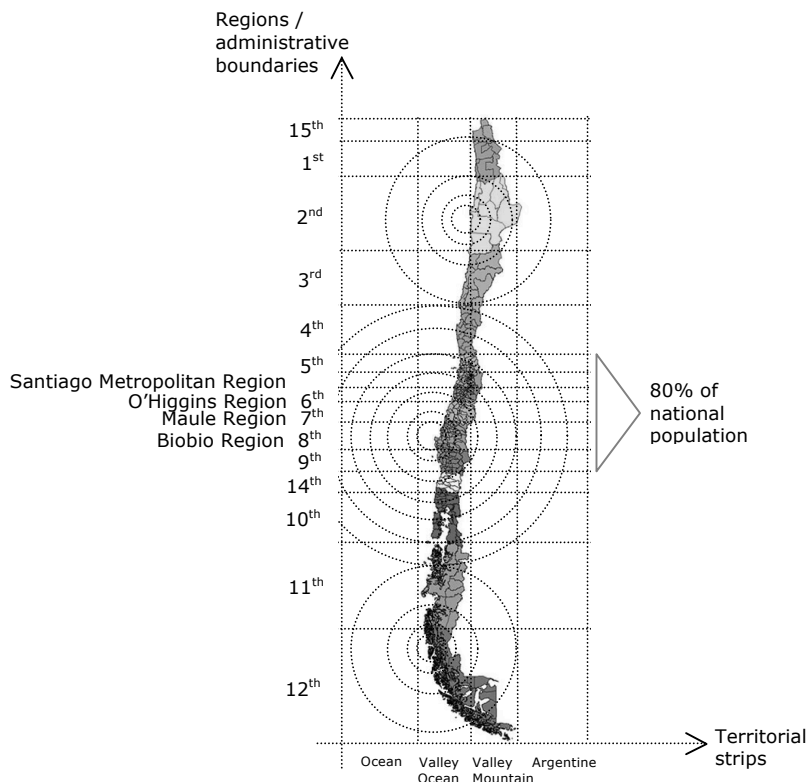 Regions /
administrative
boundaries
15th
1st
2nd
3rd
4th
5th
Santiago Metropolitan Region
O'Higgins Region 6th
Maule Region 7th
Biobio Region 8th
9th
14th
10th
11th
12th
80% of
national
population
Territorial
strips
Ocean Valley Valley Argentine
Ocean Mountain